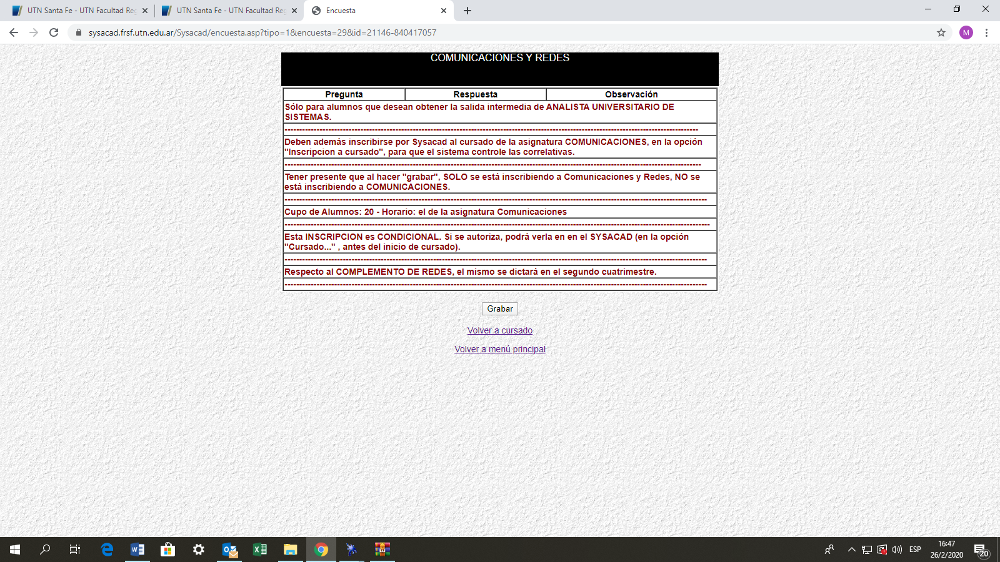 UTN Santa Fe - UTN Facultad Reg
UTN Santa Fe - UTN Facultad Reg
Encuesta
sysacad.frsf.utn.edu.ar/Sysacad/encuesta.asp?tipo=1&encuesta=29&id=21146-840417057
M
COMUNICACIONES Y REDES
Pregunta Respuesta Observación
Sólo para alumnos que desean obtener la salida intermedia de ANALISTA UNIVERSITARIO DE
SISTEMAS.
Deben además inscribirse por Sysacad al cursado de la asignatura COMUNICACIONES, en la opción
"Inscripcion a cursado", para que el sistema controle las correlativas.
Tener presente que al hacer "grabar", SOLO se está inscribiendo a Comunicaciones y Redes, NO se
está inscribiendo a COMUNICACIONES.
Cupo de Alumnos: 20 - Horario: el de la asignatura Comunicaciones
Esta INSCRIPCION es CONDICIONAL. Si se autoriza, podrá verla en en el SYSACAD (en la opción
"Cursado..." , antes del inicio de cursado).
Respecto al COMPLEMENTO DE REDES, el mismo se dictará en el segundo cuatrimestre.
Grabar
Volver a cursado
Volver a menú principal
ESP
16:47
26/2/2020
20